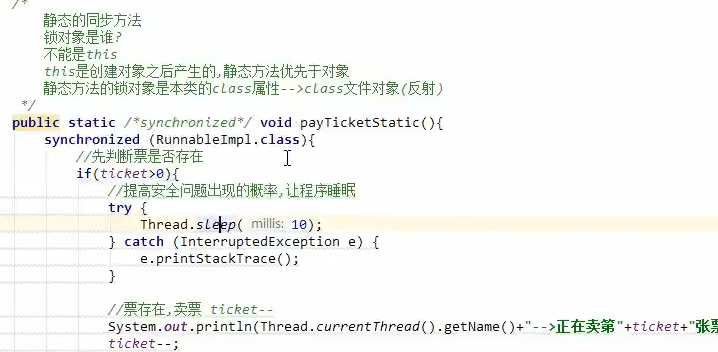 /*
静态的同步方法
锁对象是谁?
不能是this
this是创建对象之后产生的,静态方法优先于对象
静态方法的锁对象是本类的class属性-->class文件对象(反射)
*/
public static /*synchronized*/ void payTicketStatic(){
synchronized (RunnableImpl.class){
//先判断票是否存在
if(ticket>0){
//提高安全问题出现的概率,让程序睡眠
try {
Thread.sleep( millis: 10);
} catch (InterruptedException e) {
e.printStackTrace();
}
//票存在,卖票 ticket--
System.out.println(Thread.currentThread().getName()+"-->正在卖第"+ticket+"张票
ticket--;